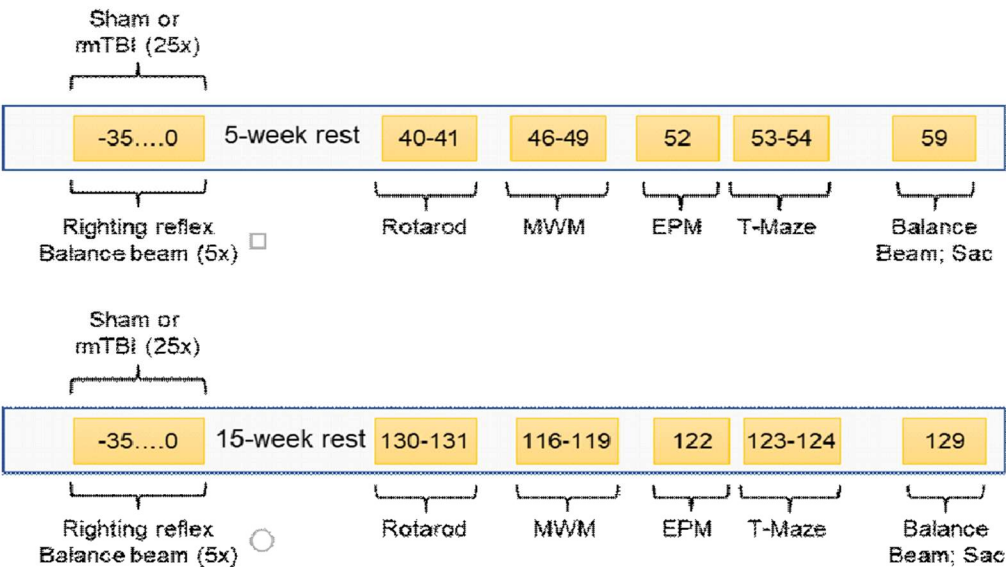 Sham or
rmTBI (25x)
-35....0
5-week rest
40-41
46-49
52
53-54
59
Righting reflex
Balance beam (5x)
Rotarod
MWM
EPM
T-Maze
Balance
Beam; Sac
Sham or
rmTBI (25x)
-35....0
15-week rest
130-131
116-119
122
123-124
129
Righting reflex
Balance beam (5x)
Rotarod
MWM
EPM
T-Maze
Balance
Beam; Sac